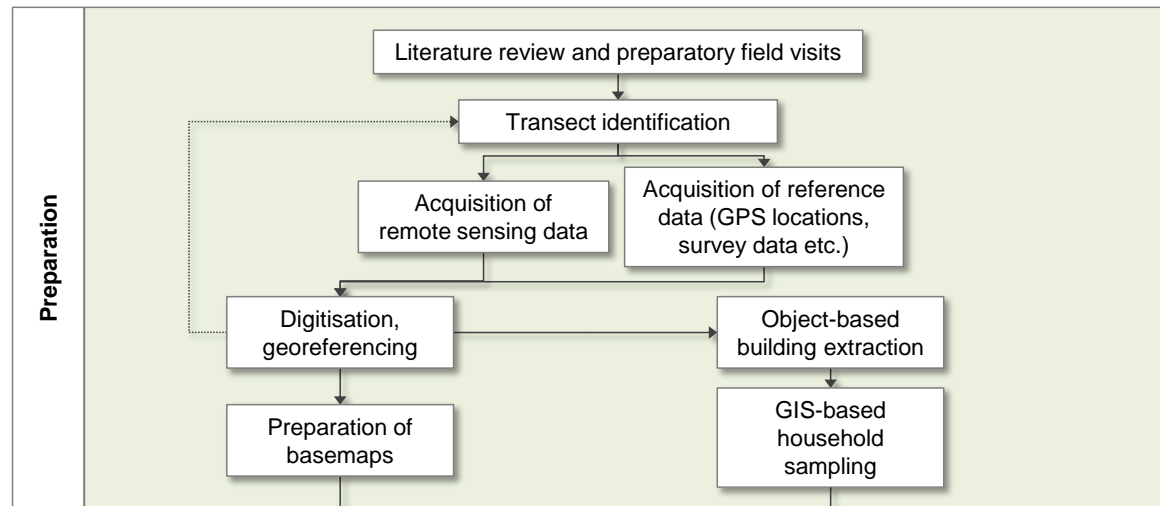 Preparation
Literature review and preparatory field visits
Transect identification
Acquisition of
remote sensing data
Acquisition of reference
data (GPS locations,
survey data etc.)
Digitisation,
georeferencing
Object-based
building extraction
Preparation of
basemaps
GIS-based
household
sampling